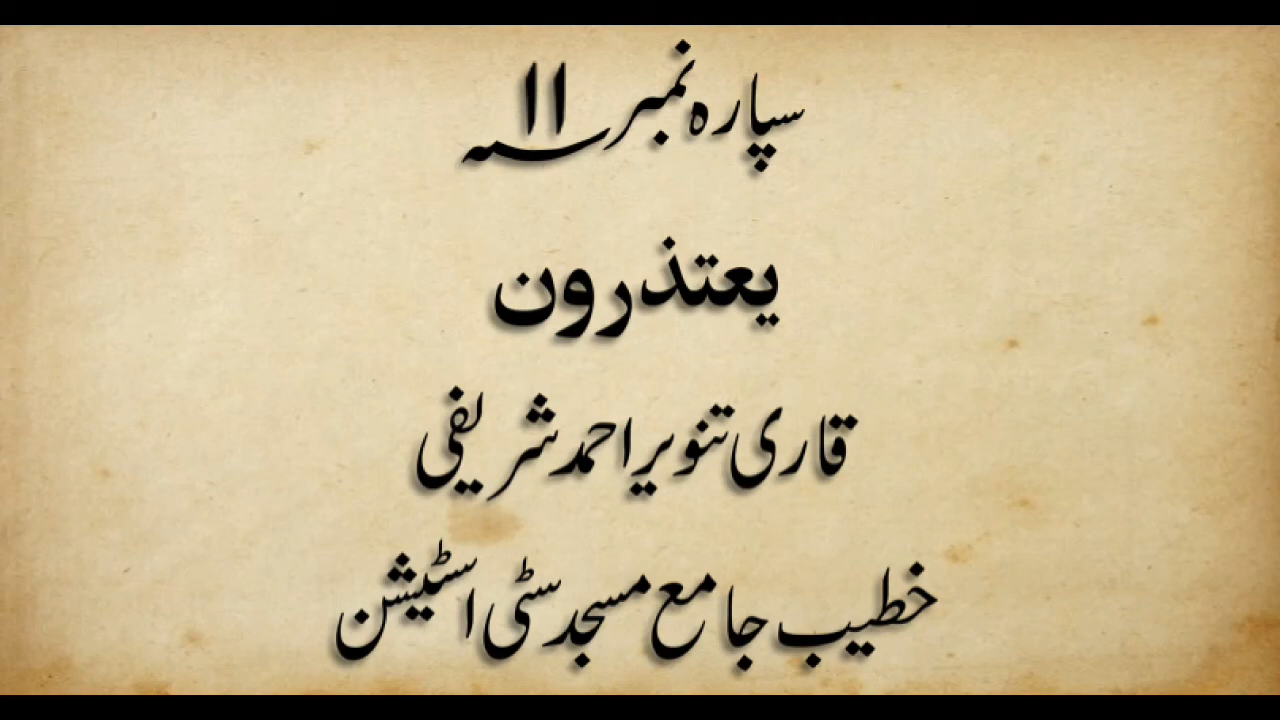 سپارہ نمبر ؁۱۱
یعتذرون
قاری تنویر احمد شریفی
خطیب جامع مسجد سٹی اسٹیشن